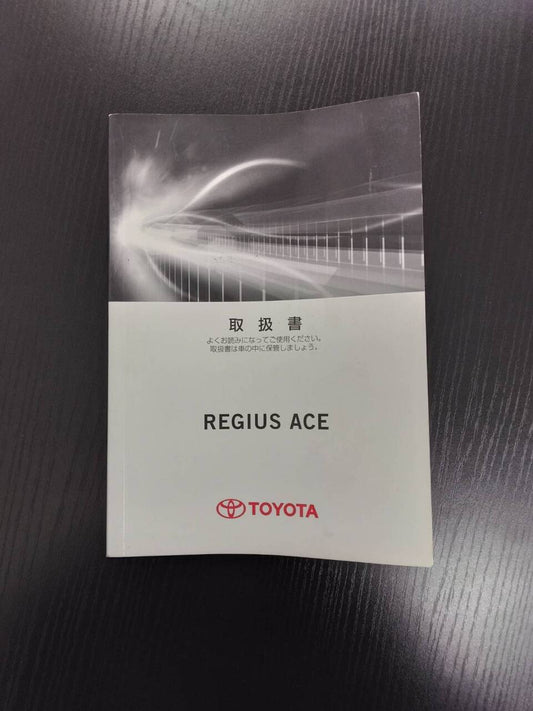 取扱書
よくお読みになってご使用ください。
取扱書は車の中に保管しましょう。
REGIUS ACE
TOYOTA